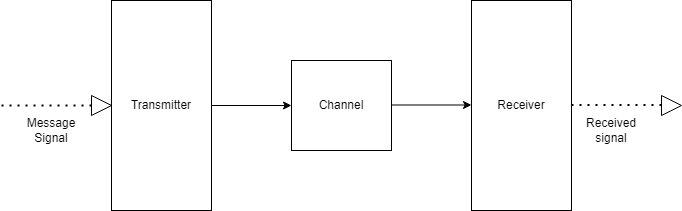 Transmitter
Channel
Receiver
Message
Signal
Received
signal